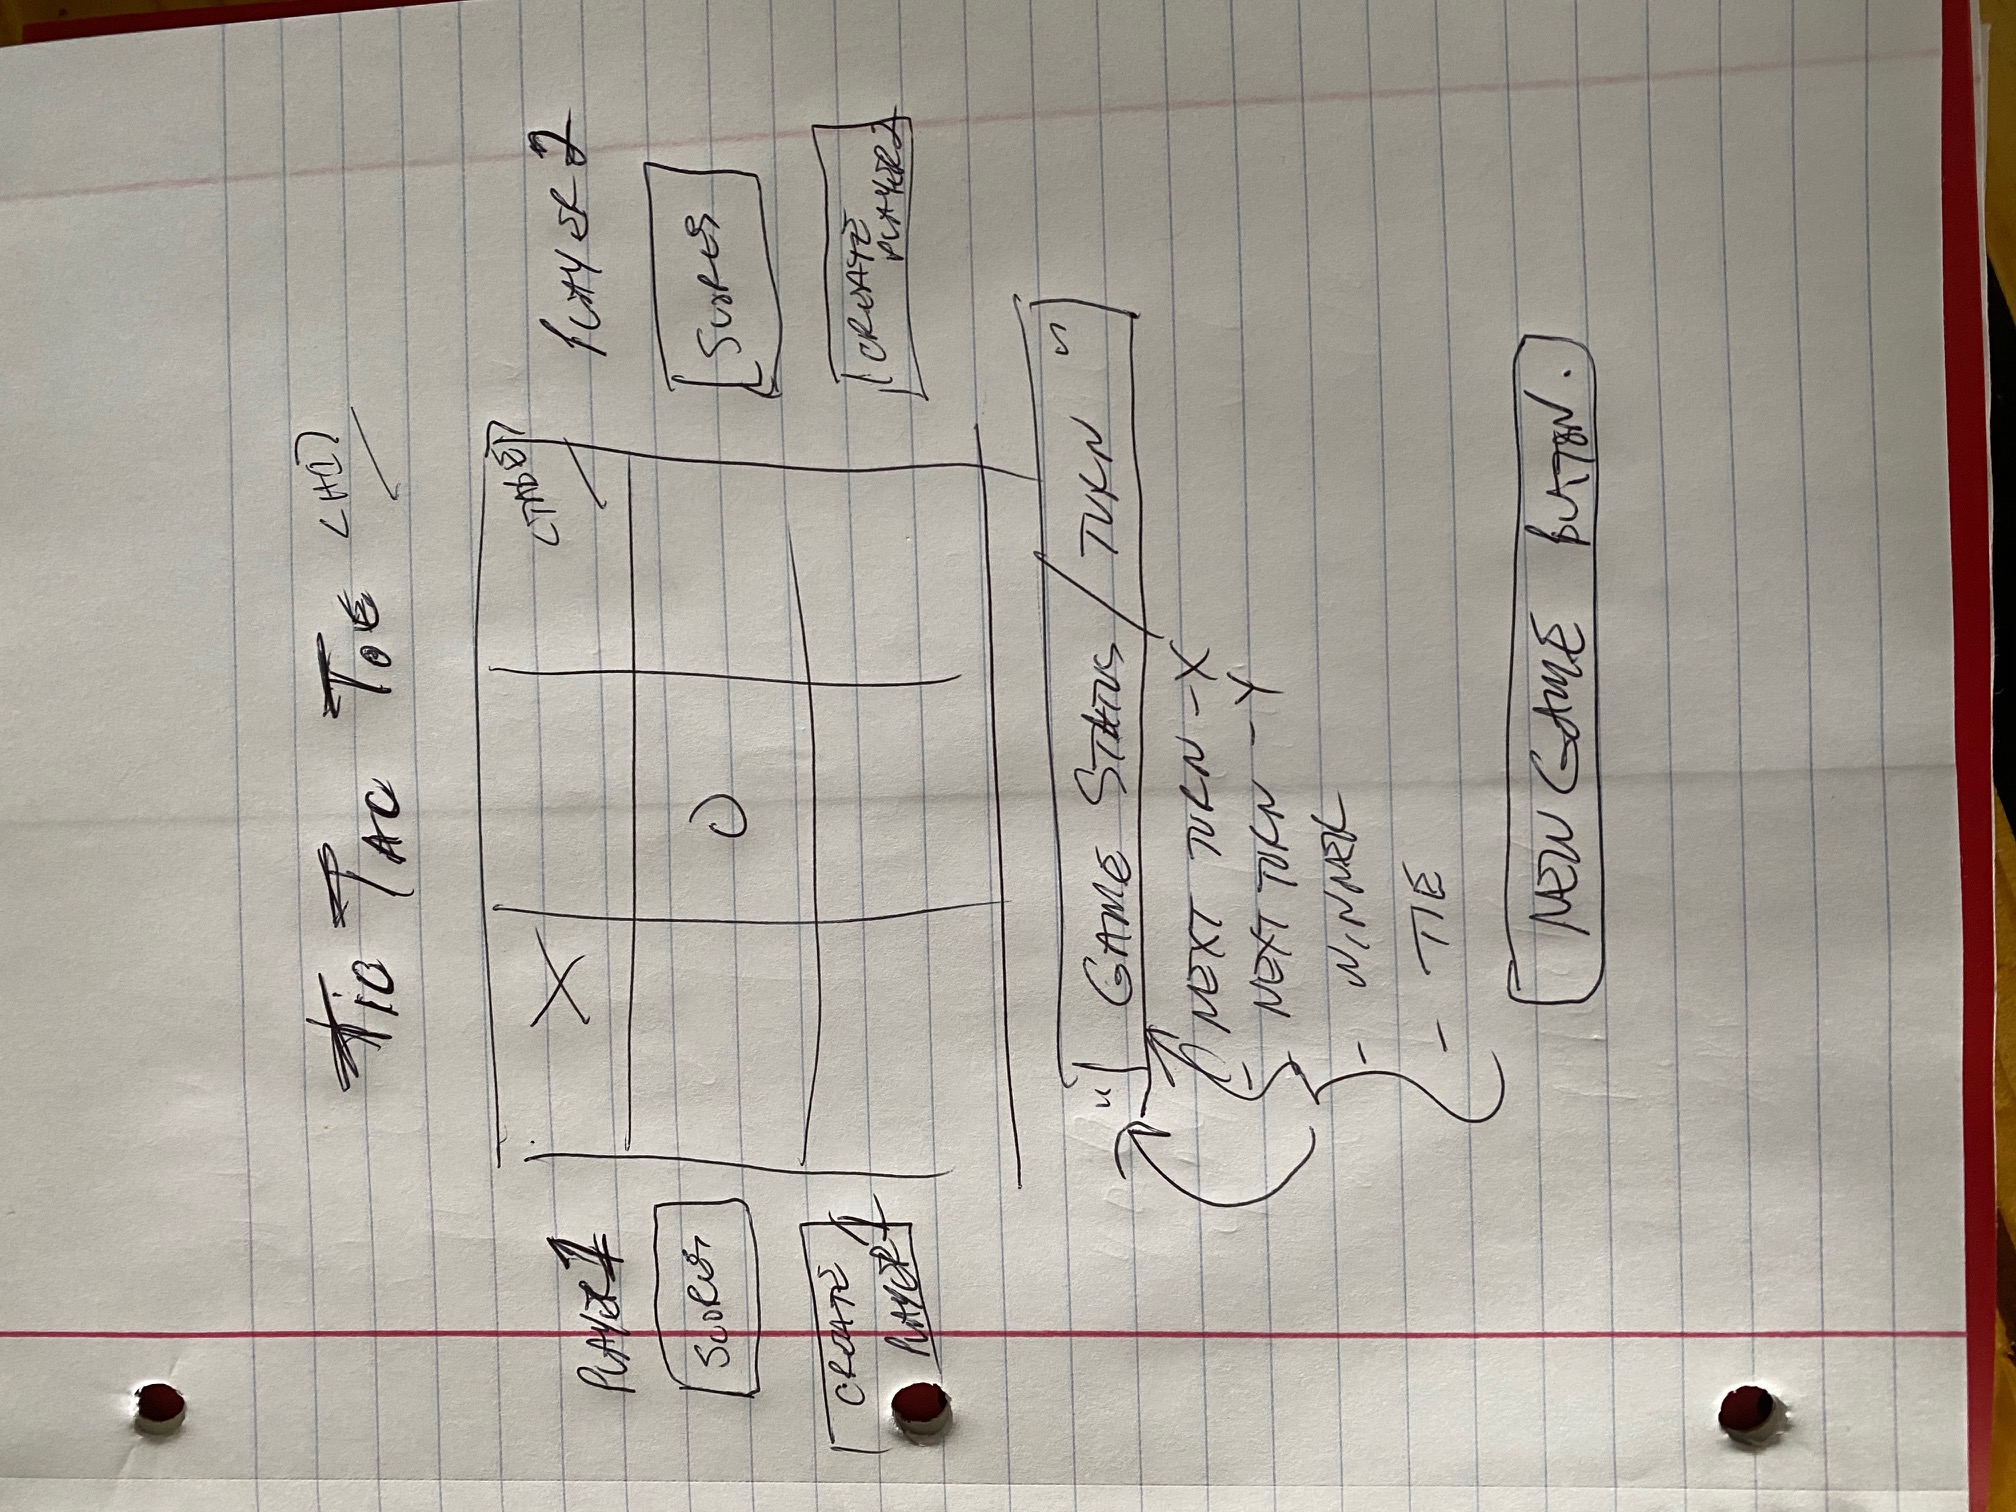 TIC TAC TOE <H1>
<TABLE>
X
O
PLAYER 1
SCORES
CREATE
PLAYER 1
PLAYER 2
SCORES
CREATE
PLAYER 2
" GAME STATUS / TURN "
NEXT TURN - X
- NEXT TURN - Y
- WINNER
- TIE
NEW GAME BUTTON.